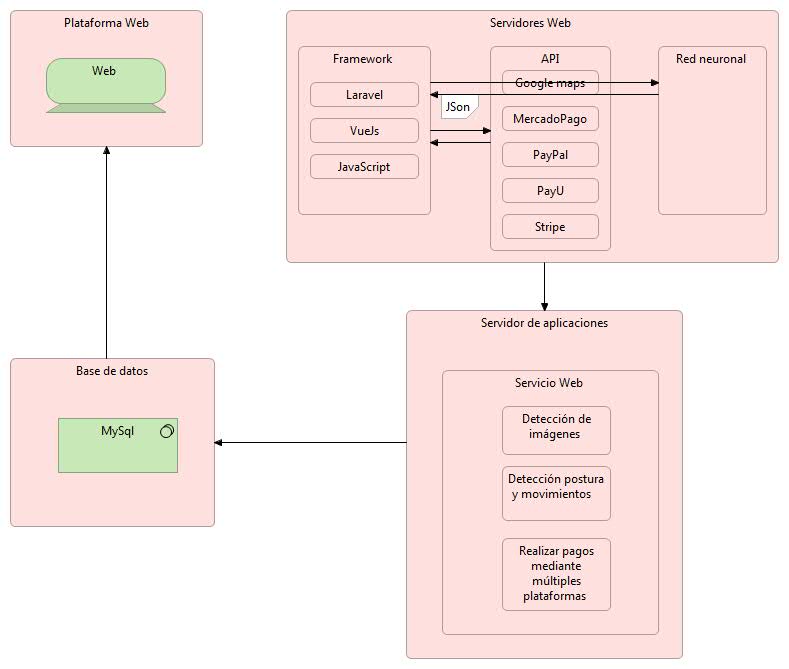 Plataforma Web
Web
Servidores Web
Framework
Laravel
VueJs
JavaScript
JSon
API
Google maps
MercadoPago
PayPal
PayU
Stripe
Red neuronal
Servidor de aplicaciones
Servicio Web
Detección de
imágenes
Detección postura
y movimientos
Realizar pagos
mediante
múltiples
plataformas
Base de datos
MySql